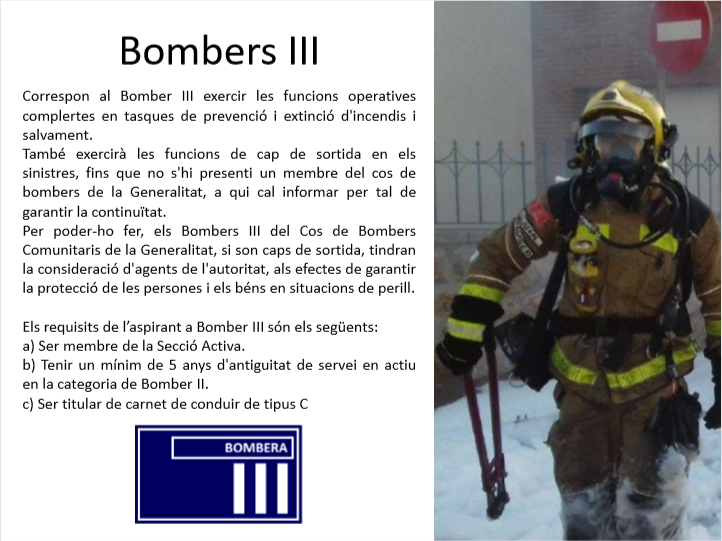 Bombers III
Correspon al Bomber III exercir les funcions operatives
complertes en tasques de prevenció i extinció d'incendis i
salvament.
També exercirà les funcions de cap de sortida en els
sinistres, fins que no s'hi presenti un membre del cos de
bombers de la Generalitat, a qui cal informar per tal de
garantir la continuïtat.
Per poder-ho fer, els Bombers III del Cos de Bombers
Comunitaris de la Generalitat, si son caps de sortida, tindran
la consideració d'agents de l'autoritat, als efectes de garantir
la protecció de les persones i els béns en situacions de perill.
Els requisits de l’aspirant a Bomber III són els següents:
a) Ser membre de la Secció Activa.
b) Tenir un mínim de 5 anys d'antiguitat de servei en actiu
en la categoria de Bomber II.
c) Ser titular de carnet de conduir de tipus C
BOMBERA